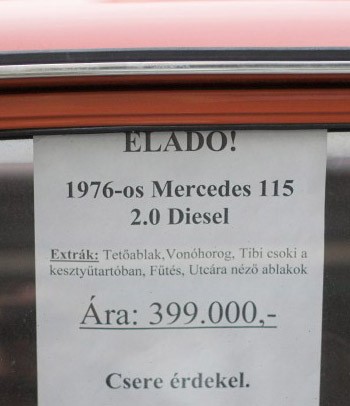 ELADÓ!
1976-os Mercedes 115
2.0 Diesel
Extrák: Tetőablak,Vonóhorog, Tibi csoki a
kesztyűtartóban, Fűtés, Utcára néző ablakok
Ára: 399.000,-
Csere érdekel.